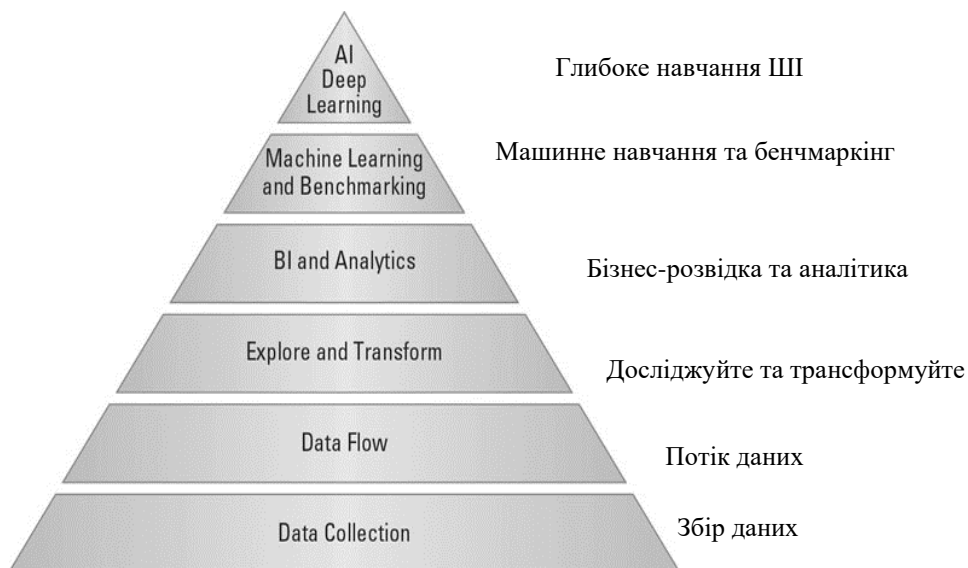 AI
Deep
Learning
Глибоке навчання ШІ
Machine Learning
and Benchmarking
Машинне навчання та бенчмаркінг
BI and Analytics
Бізнес-розвідка та аналітика
Explore and Transform
Досліджуйте та трансформуйте
Data Flow
Потік даних
Data Collection
Збір даних